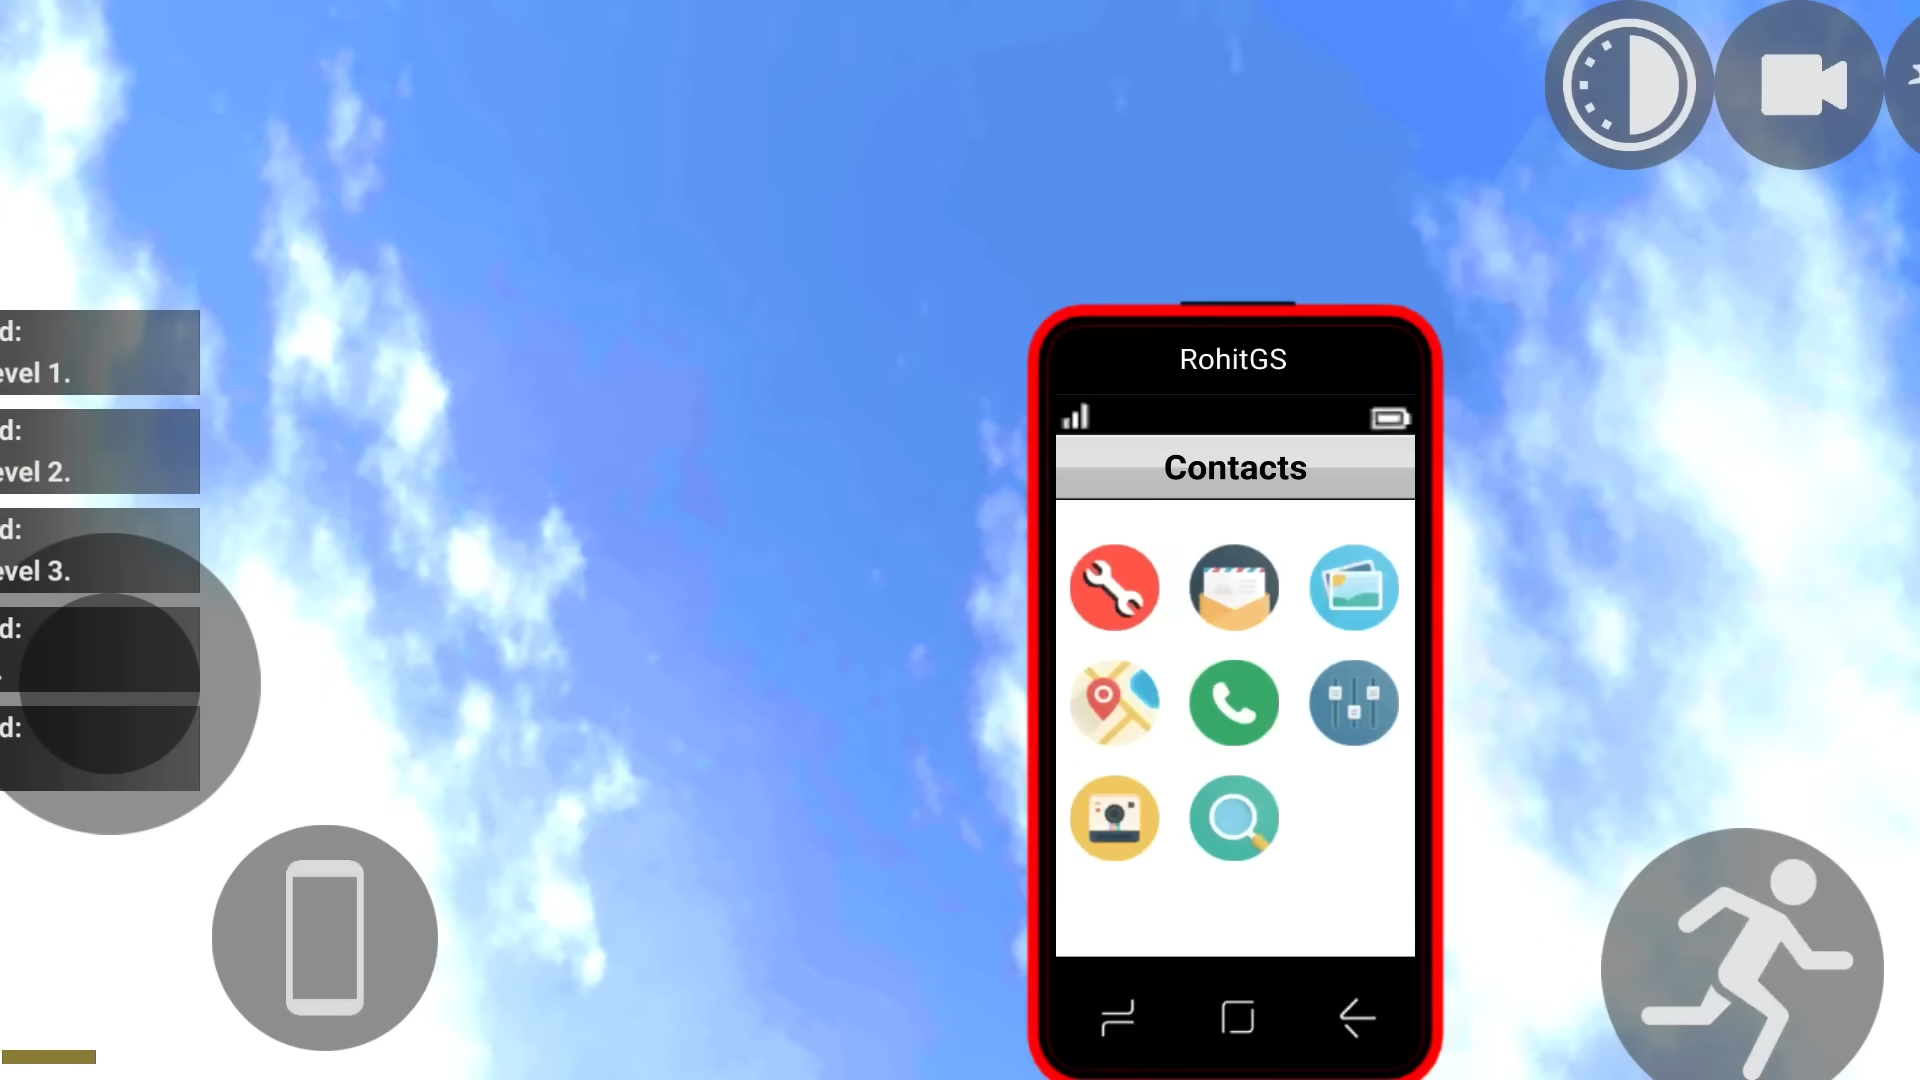 d:
evel 1.
d:
evel 2.
d:
evel 3.
d:
.
d:
RohitGS
Contacts